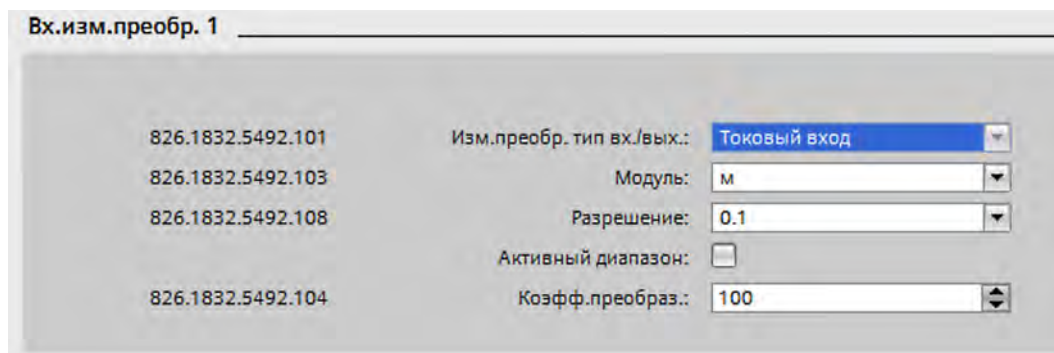 Вх.изм.преобр. 1
826.1832.5492.101 Изм.преобр. тип вх./вых.: Токовый вход
826.1832.5492.103 Модуль: м
826.1832.5492.108 Разрешение: 0.1
Активный диапазон:
826.1832.5492.104 Коэфф.преобраз.: 100